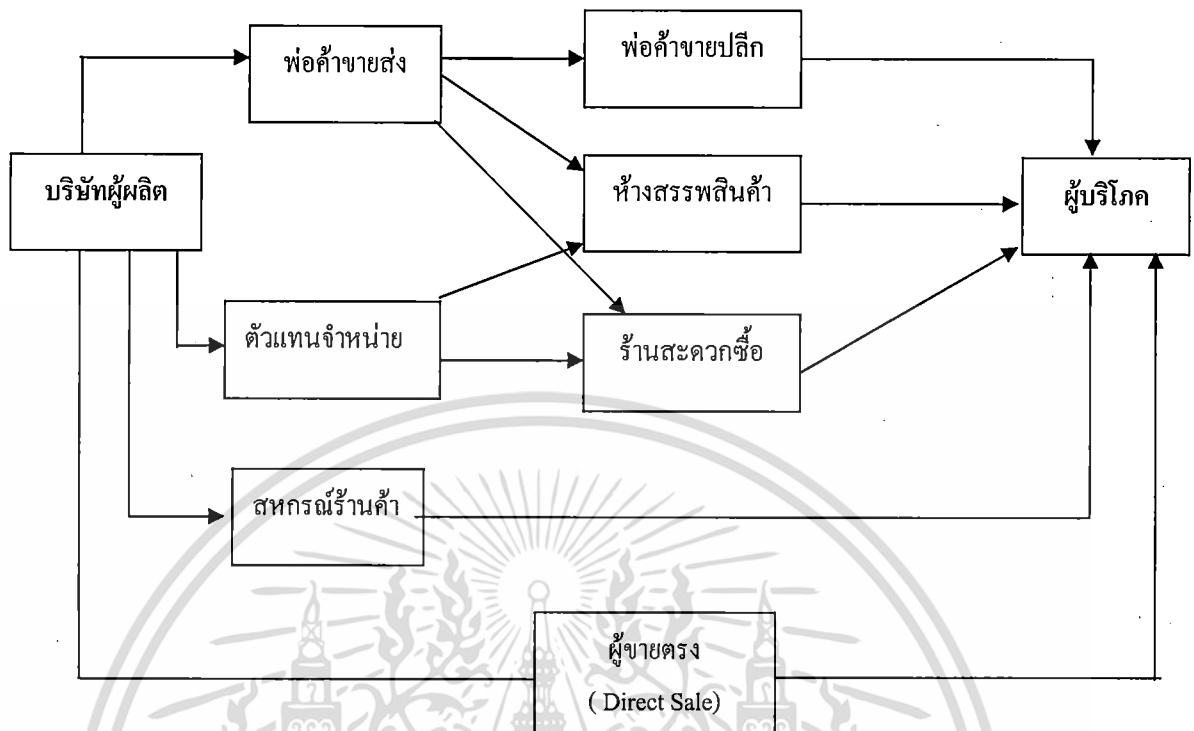 พ่อค้าขายส่ง
พ่อค้าขายปลีก
บริษัทผู้ผลิต
ห้างสรรพสินค้า
ผู้บริโภค
ตัวแทนจำหน่าย
ร้านสะดวกซื้อ
สหกรณ์ร้านค้า
ผู้ขายตรง
( Direct Sale)